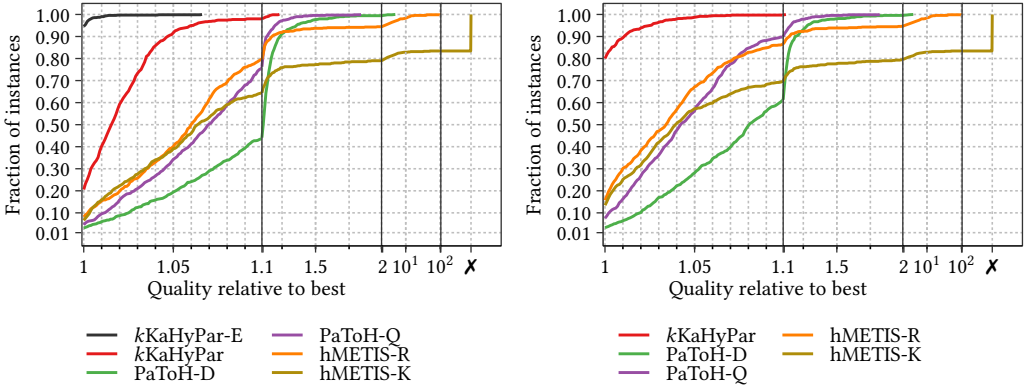 Fraction of instances
1.00
0.90
0.80
0.70
0.60
0.50
0.40
0.30
0.20
0.10
0.01
1 1.05 1.1 1.5 2 10¹ 10² ✗
Quality relative to best
kKaHyPar-E
kKaHyPar
PaToH-D
PaToH-Q
hMETIS-R
hMETIS-K
Fraction of instances
1.00
0.90
0.80
0.70
0.60
0.50
0.40
0.30
0.20
0.10
0.01
1 1.05 1.1 1.5 2 10¹ 10² ✗
Quality relative to best
kKaHyPar
PaToH-D
PaToH-Q
hMETIS-R
hMETIS-K